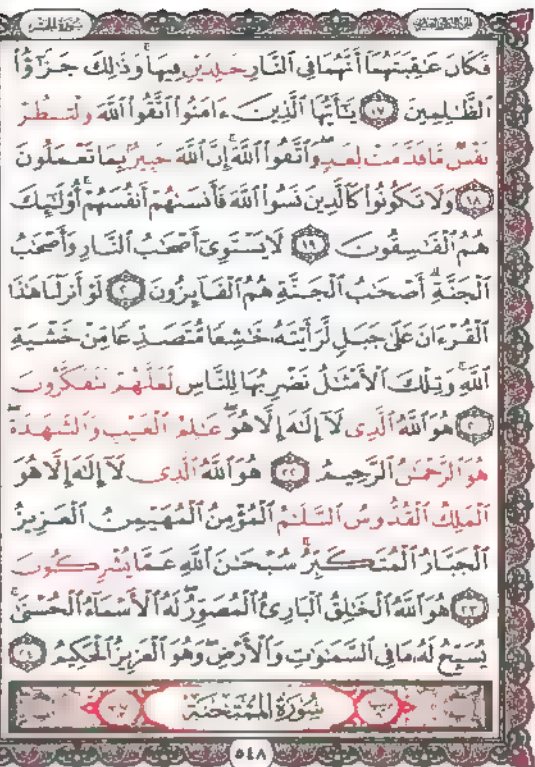 سورة الحشر
الجزء الثامن والعشرون
فَكَانَ عَٰقِبَتَهُمَآ أَنَّهُمَا فِي ٱلنَّارِ خَٰلِدَيْنِ فِيهَا ۚ وَذَٰلِكَ جَزَٰٓؤُا۟
ٱلظَّٰلِمِينَ ١٧ يَٰٓأَيُّهَا ٱلَّذِينَ ءَامَنُوا۟ ٱتَّقُوا۟ ٱللَّهَ وَلْتَنظُرْ
نَفْسٌ مَّا قَدَّمَتْ لِغَدٍ ۖ وَٱتَّقُوا۟ ٱللَّهَ ۚ إِنَّ ٱللَّهَ خَبِيرٌۢ بِمَا تَعْمَلُونَ
١٨ وَلَا تَكُونُوا۟ كَٱلَّذِينَ نَسُوا۟ ٱللَّهَ فَأَنسَىٰهُمْ أَنفُسَهُمْ ۚ أُو۟لَٰٓئِكَ
هُمُ ٱلْفَٰسِقُونَ ١٩ لَا يَسْتَوِىٓ أَصْحَٰبُ ٱلنَّارِ وَأَصْحَٰبُ
ٱلْجَنَّةِ ۚ أَصْحَٰبُ ٱلْجَنَّةِ هُمُ ٱلْفَآئِزُونَ ٢٠ لَوْ أَنزَلْنَا هَٰذَا
ٱلْقُرْءَانَ عَلَىٰ جَبَلٍ لَّرَأَيْتَهُۥ خَٰشِعًا مُّتَصَدِّعًا مِّنْ خَشْيَةِ
ٱللَّهِ ۚ وَتِلْكَ ٱلْأَمْثَٰلُ نَضْرِبُهَا لِلنَّاسِ لَعَلَّهُمْ يَتَفَكَّرُونَ
٢١ هُوَ ٱللَّهُ ٱلَّذِى لَآ إِلَٰهَ إِلَّا هُوَ ۖ عَٰلِمُ ٱلْغَيْبِ وَٱلشَّهَٰدَةِ ۖ
هُوَ ٱلرَّحْمَٰنُ ٱلرَّحِيمُ ٢٢ هُوَ ٱللَّهُ ٱلَّذِى لَآ إِلَٰهَ إِلَّا هُوَ
ٱلْمَلِكُ ٱلْقُدُّوسُ ٱلسَّلَٰمُ ٱلْمُؤْمِنُ ٱلْمُهَيْمِنُ ٱلْعَزِيزُ
ٱلْجَبَّارُ ٱلْمُتَكَبِّرُ ۚ سُبْحَٰنَ ٱللَّهِ عَمَّا يُشْرِكُونَ
٢٣ هُوَ ٱللَّهُ ٱلْخَٰلِقُ ٱلْبَارِئُ ٱلْمُصَوِّرُ ۖ لَهُ ٱلْأَسْمَآءُ ٱلْحُسْنَىٰ ۚ
يُسَبِّحُ لَهُۥ مَا فِي ٱلسَّمَٰوَٰتِ وَٱلْأَرْضِ ۖ وَهُوَ ٱلْعَزِيزُ ٱلْحَكِيمُ ٢٤
سُورَةُ ٱلْمُمْتَحَنَةِ
٥٤٨